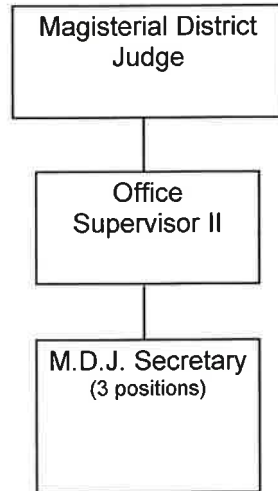 Magisterial District
Judge
Office
Supervisor II
M.D.J. Secretary
(3 positions)